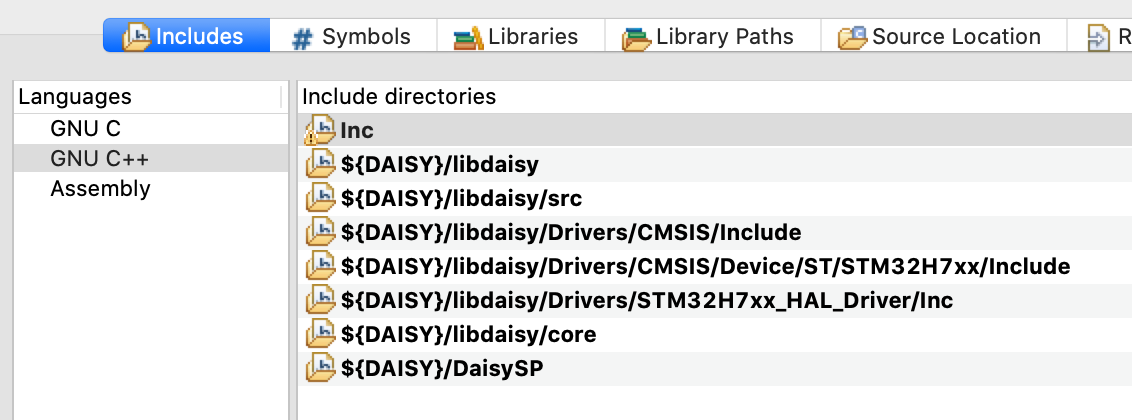 Includes # Symbols Libraries Library Paths Source Location R
Languages
GNU C
GNU C++
Assembly
Include directories
Inc
${DAISY}/libdaisy
${DAISY}/libdaisy/src
${DAISY}/libdaisy/Drivers/CMSIS/Include
${DAISY}/libdaisy/Drivers/CMSIS/Device/ST/STM32H7xx/Include
${DAISY}/libdaisy/Drivers/STM32H7xx_HAL_Driver/Inc
${DAISY}/libdaisy/core
${DAISY}/DaisySP